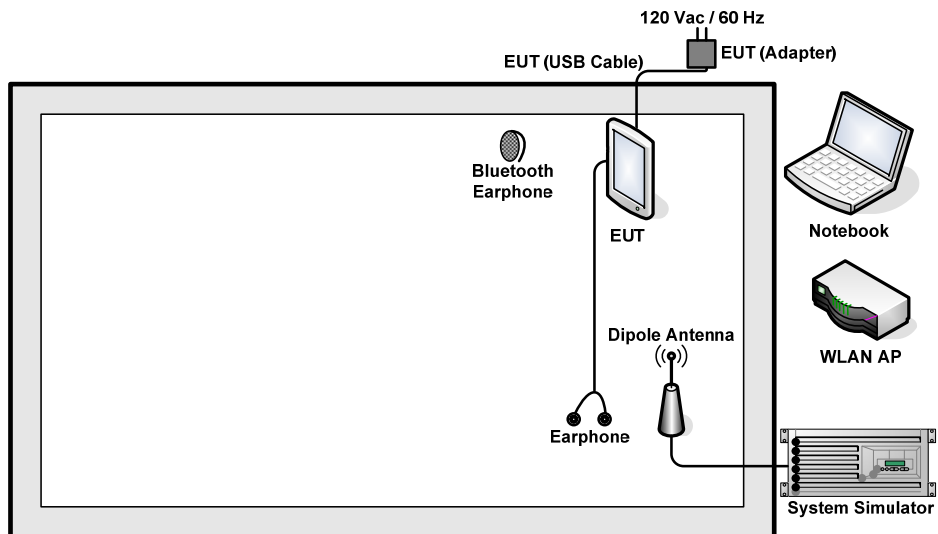 120 Vac / 60 Hz
EUT (USB Cable)
EUT (Adapter)
Bluetooth
Earphone
EUT
Notebook
WLAN AP
Dipole Antenna
Earphone
System Simulator